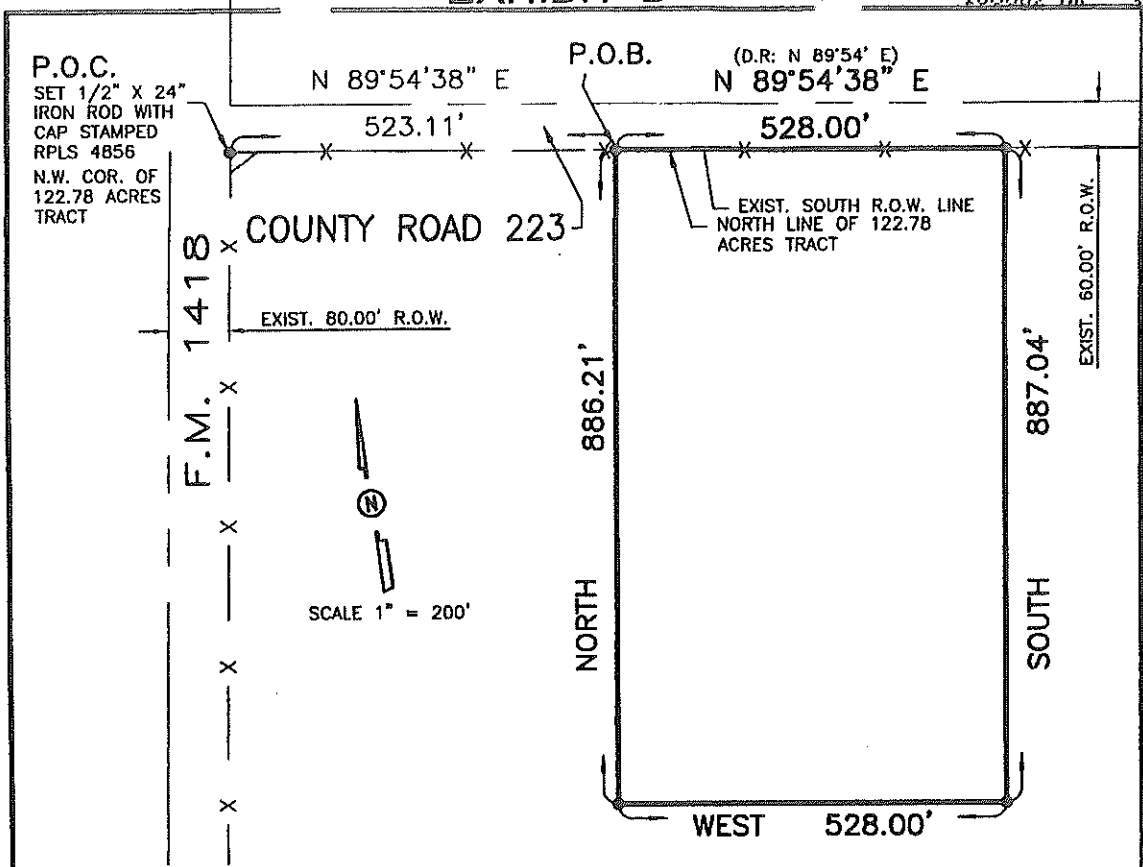 P.O.C.
SET 1/2" X 24"
IRON ROD WITH
CAP STAMPED
RPLS 4856
N.W. COR. OF
122.78 ACRES
TRACT
N 89°54'38" E
523.11'
P.O.B.
(D.R: N 89°54' E)
N 89°54'38" E
528.00'
COUNTY ROAD 223
EXIST. SOUTH R.O.W. LINE
NORTH LINE OF 122.78
ACRES TRACT
EXIST. 60.00' R.O.W.
F.M. 1418
EXIST. 80.00' R.O.W.
N
SCALE 1" = 200'
886.21'
NORTH
887.04'
SOUTH
WEST 528.00'